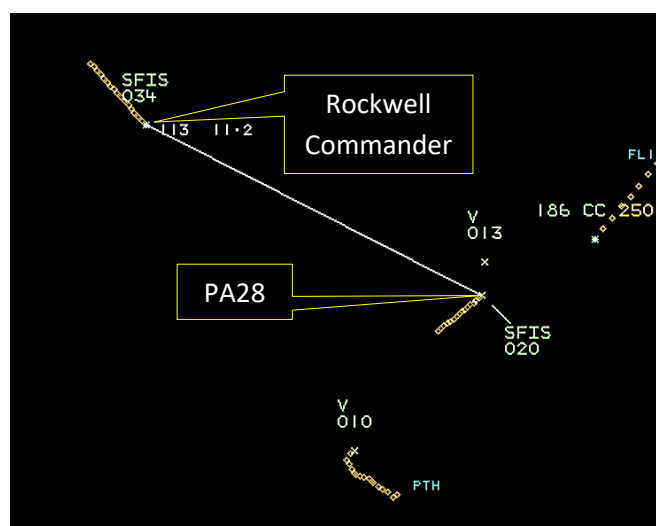 SFIS
034
113 11.2
Rockwell
Commander
FLI
186 CC 250
V
013
PA28
SFIS
020
V
010
PTH